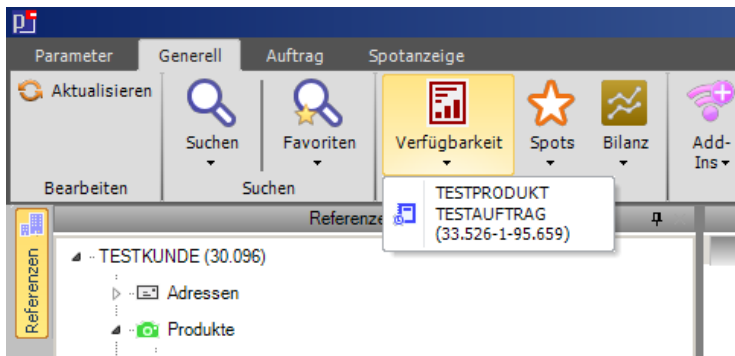 Parameter Generell Auftrag Spotanzeige
Aktualisieren
Suchen Favoriten Verfügbarkeit Spots Bilanz Add-
Ins
Bearbeiten Suchen
TESTPRODUKT
TESTAUFTRAG
(33.526-1-95.659)
Referenzen
TESTKUNDE (30.096)
Adressen
Produkte